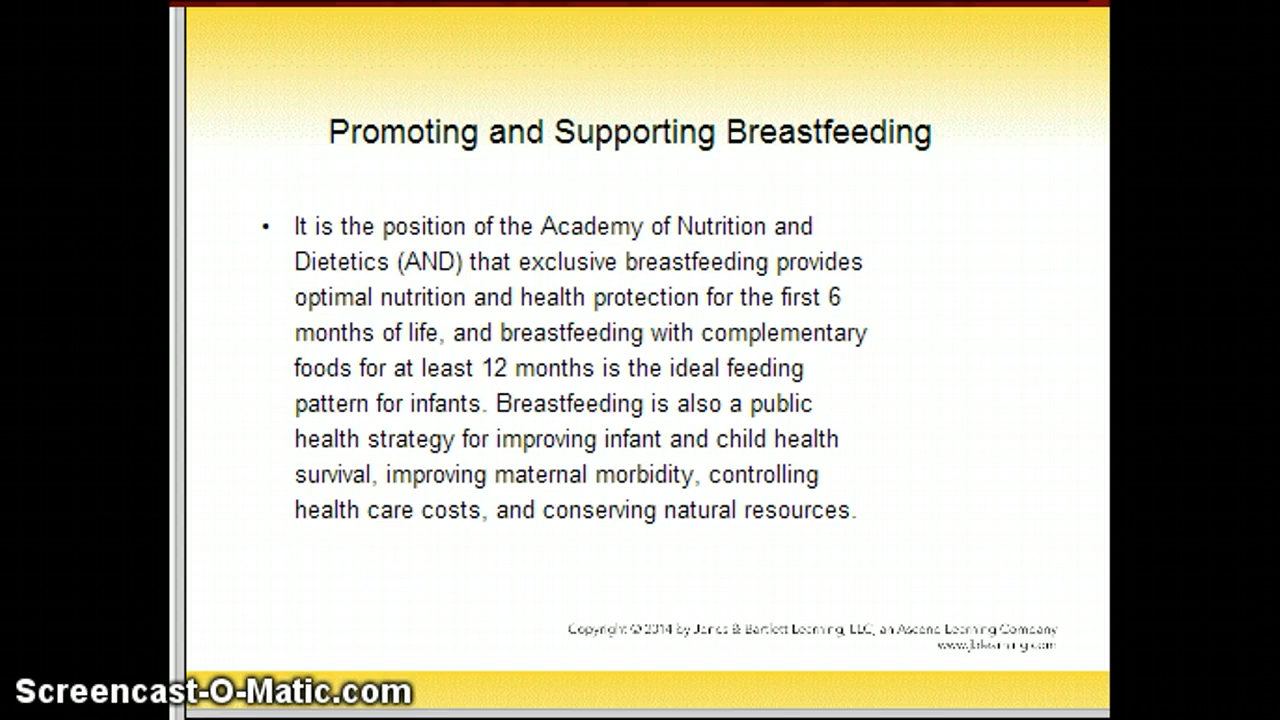 Promoting and Supporting Breastfeeding
• It is the position of the Academy of Nutrition and
Dietetics (AND) that exclusive breastfeeding provides
optimal nutrition and health protection for the first 6
months of life, and breastfeeding with complementary
foods for at least 12 months is the ideal feeding
pattern for infants. Breastfeeding is also a public
health strategy for improving infant and child health
survival, improving maternal morbidity, controlling
health care costs, and conserving natural resources.
Copyright © 2014 by Jones & Bartlett Learning, LLC, an Ascend Learning Company
www.jblearning.com
Screencast-O-Matic.com